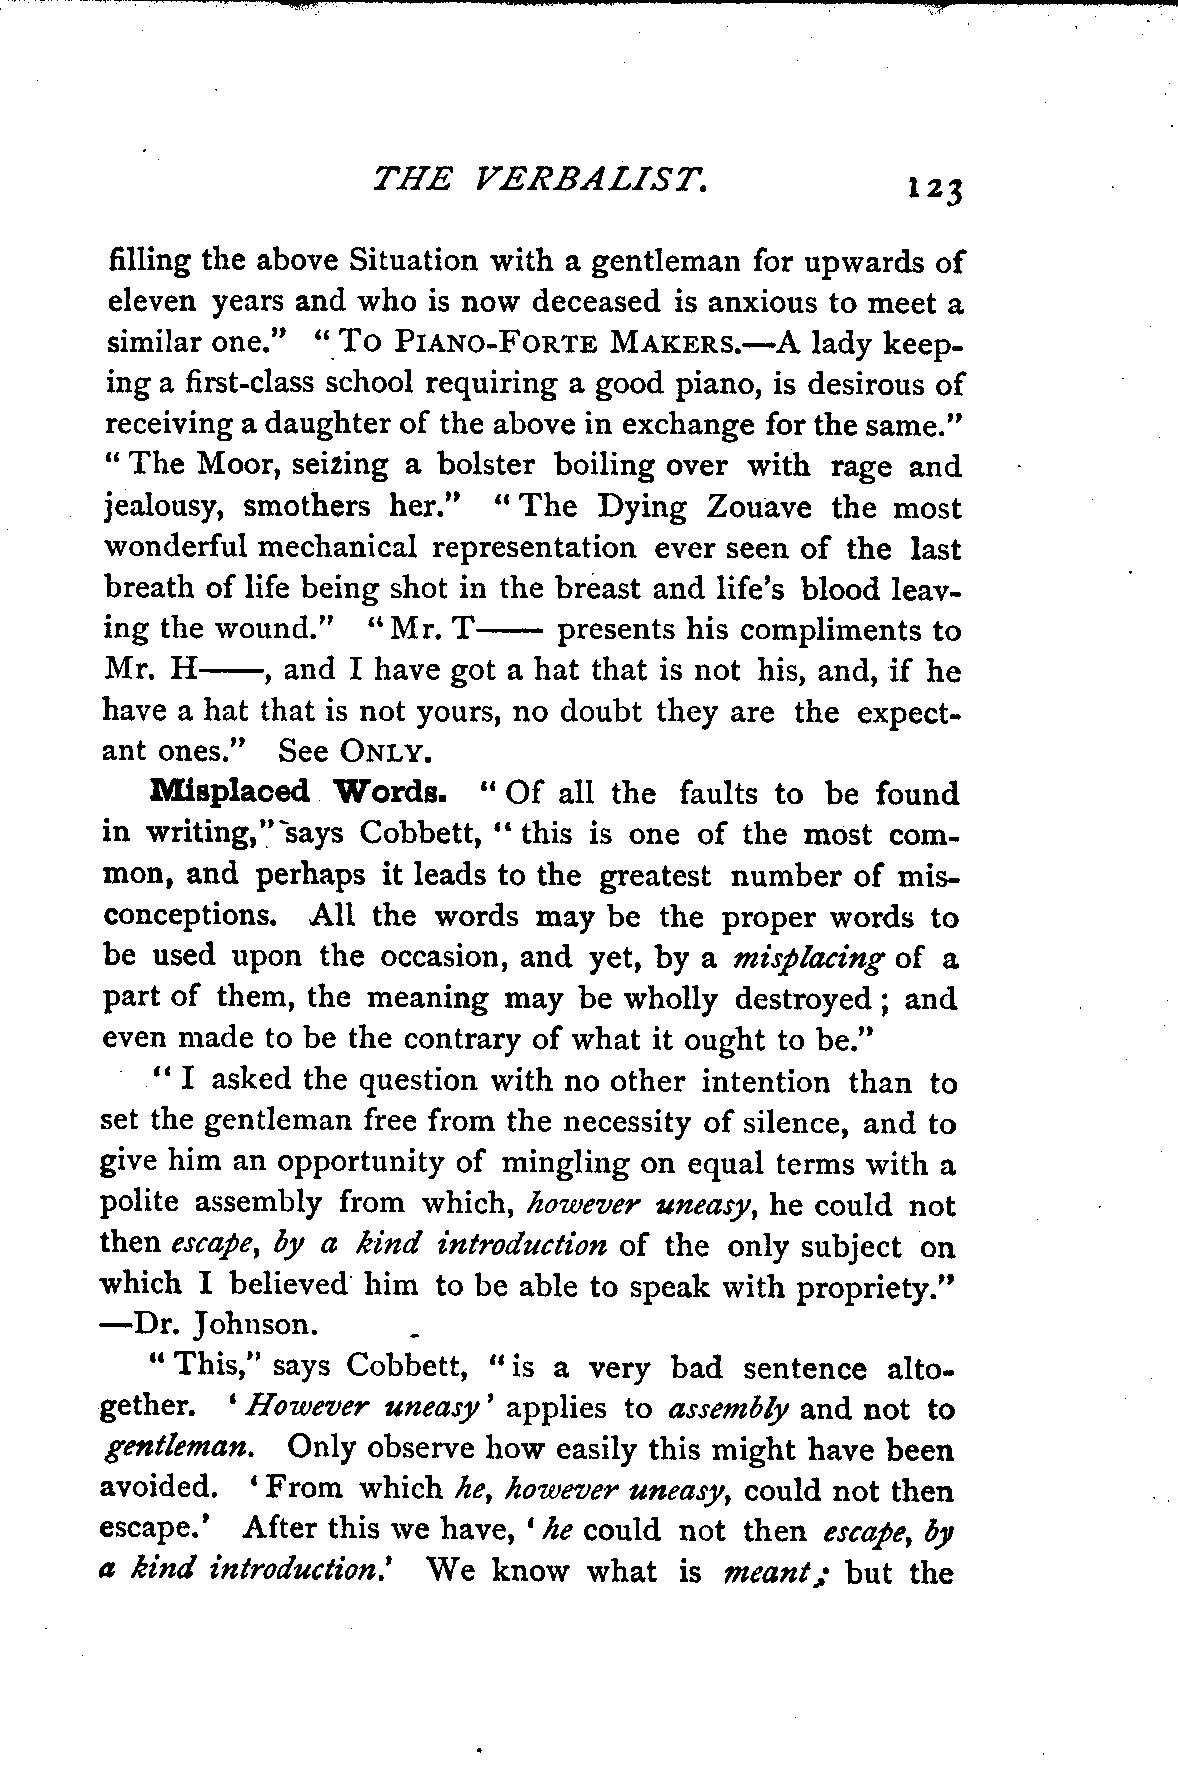 THE VERBALIST. 123
filling the above Situation with a gentleman for upwards of
eleven years and who is now deceased is anxious to meet a
similar one." "To PIANO-FORTE MAKERS.—A lady keep-
ing a first-class school requiring a good piano, is desirous of
receiving a daughter of the above in exchange for the same."
"The Moor, seizing a bolster boiling over with rage and
jealousy, smothers her." "The Dying Zouave the most
wonderful mechanical representation ever seen of the last
breath of life being shot in the breast and life's blood leav-
ing the wound." "Mr. T—— presents his compliments to
Mr. H——, and I have got a hat that is not his, and, if he
have a hat that is not yours, no doubt they are the expect-
ant ones." See ONLY.
Misplaced Words. "Of all the faults to be found
in writing," says Cobbett, "this is one of the most com-
mon, and perhaps it leads to the greatest number of mis-
conceptions. All the words may be the proper words to
be used upon the occasion, and yet, by a misplacing of a
part of them, the meaning may be wholly destroyed; and
even made to be the contrary of what it ought to be."
"I asked the question with no other intention than to
set the gentleman free from the necessity of silence, and to
give him an opportunity of mingling on equal terms with a
polite assembly from which, however uneasy, he could not
then escape, by a kind introduction of the only subject on
which I believed him to be able to speak with propriety."
—Dr. Johnson.
"This," says Cobbett, "is a very bad sentence alto-
gether. 'However uneasy' applies to assembly and not to
gentleman. Only observe how easily this might have been
avoided. 'From which he, however uneasy, could not then
escape.' After this we have, 'he could not then escape, by
a kind introduction.' We know what is meant; but the